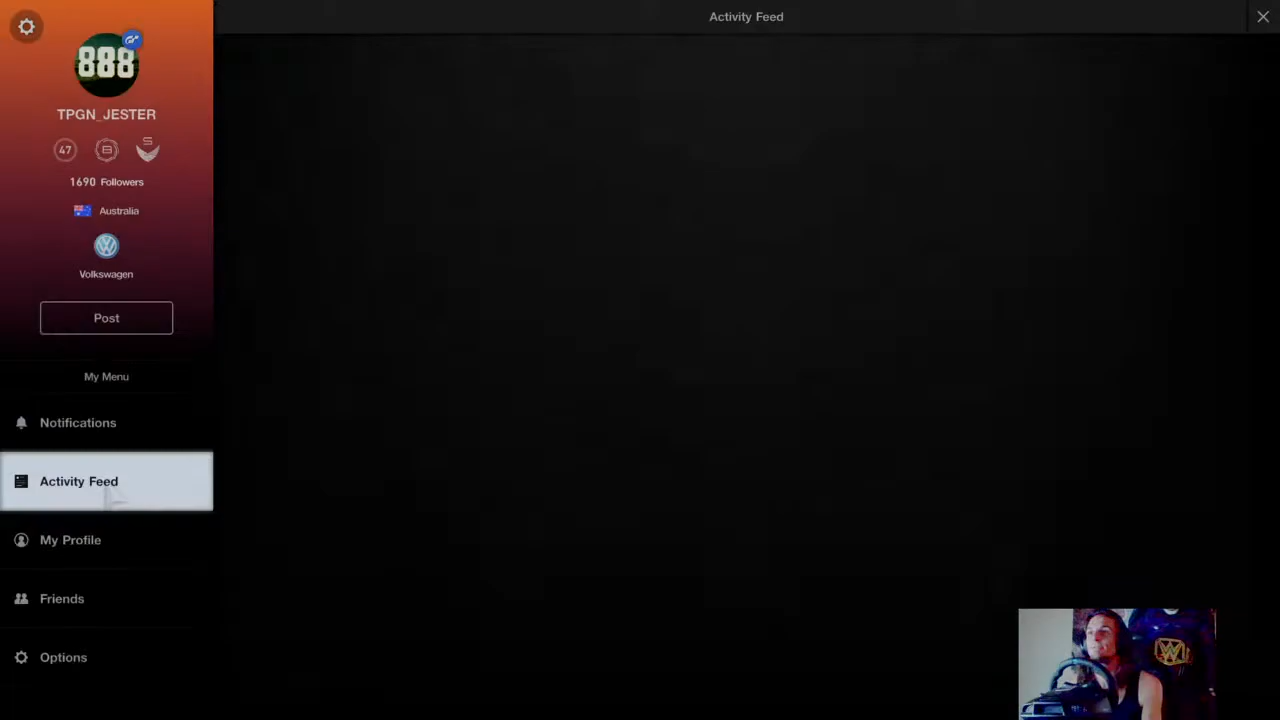 Activity Feed
888
TPGN_JESTER
47
B
S
1690 Followers
Australia
Volkswagen
Post
My Menu
Notifications
Activity Feed
My Profile
Friends
Options
W